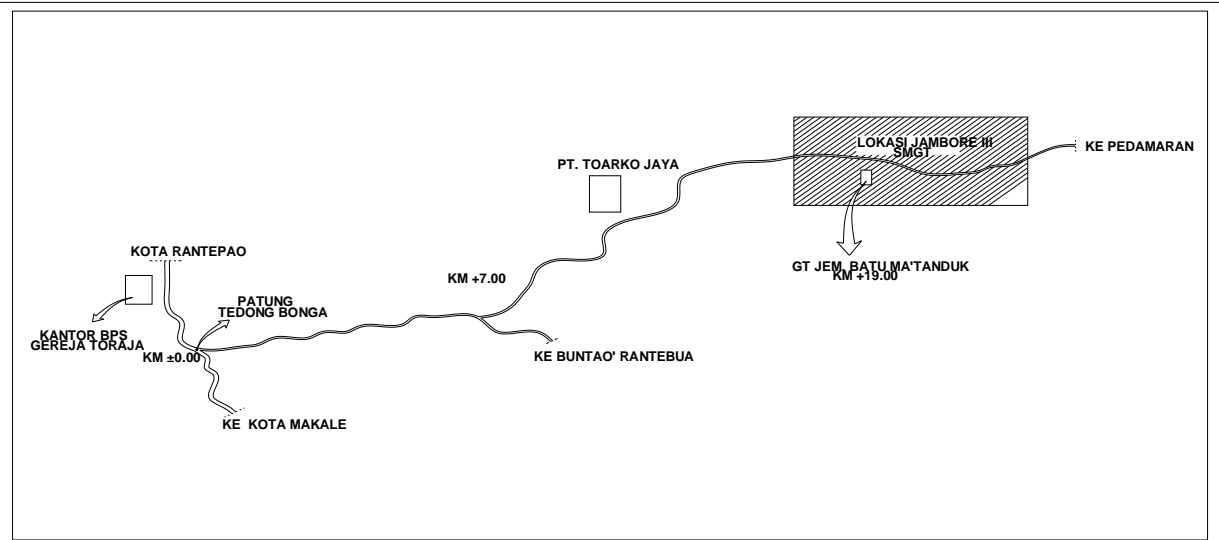 LOKASI JAMBORE III
SMGT
KE PEDAMARAN
PT. TOARKO JAYA
KOTA RANTEPAO
GT JEM. BATU MA'TANDUK
KM +19.00
KM +7.00
PATUNG
TEDONG BONGA
KANTOR BPS
GEREJA TORAJA
KM ±0.00
KE BUNTAO' RANTEBUA
KE KOTA MAKALE